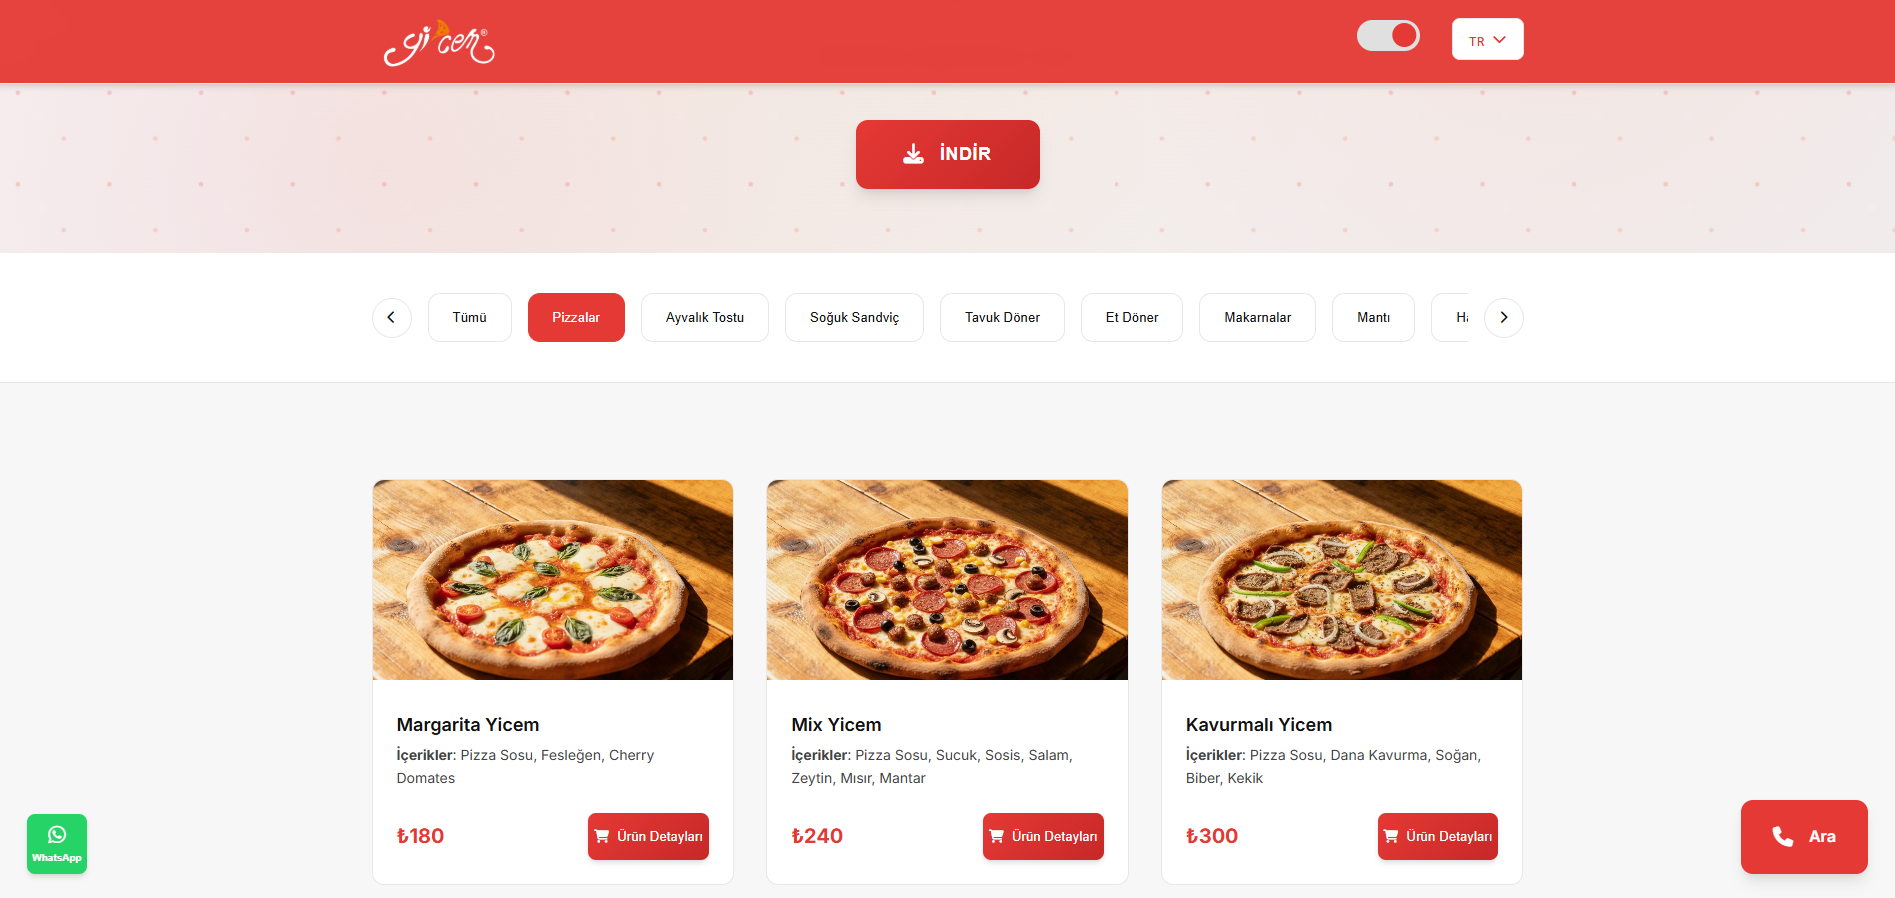 yicem®
TR
İNDİR
Tümü
Pizzalar
Ayvalık Tostu
Soğuk Sandviç
Tavuk Döner
Et Döner
Makarnalar
Mantı
Margarita Yicem
İçerikler: Pizza Sosu, Fesleğen, Cherry
Domates
₺180
Ürün Detayları
Mix Yicem
İçerikler: Pizza Sosu, Sucuk, Sosis, Salam,
Zeytin, Mısır, Mantar
₺240
Ürün Detayları
Kavurmalı Yicem
İçerikler: Pizza Sosu, Dana Kavurma, Soğan,
Biber, Kekik
₺300
Ürün Detayları
WhatsApp
Ara